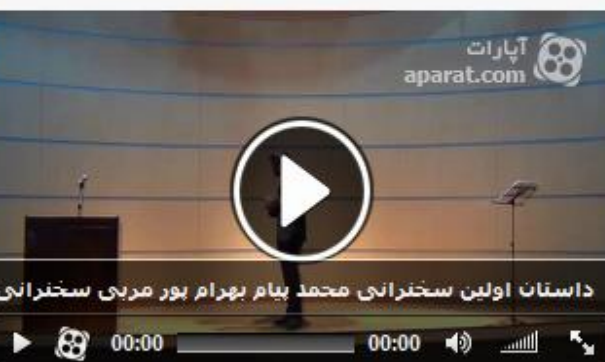 آپارات
aparat.com
داستان اولین سخنرانی محمد پیام بهرام پور مربی سخنرانی
00:00 00:00